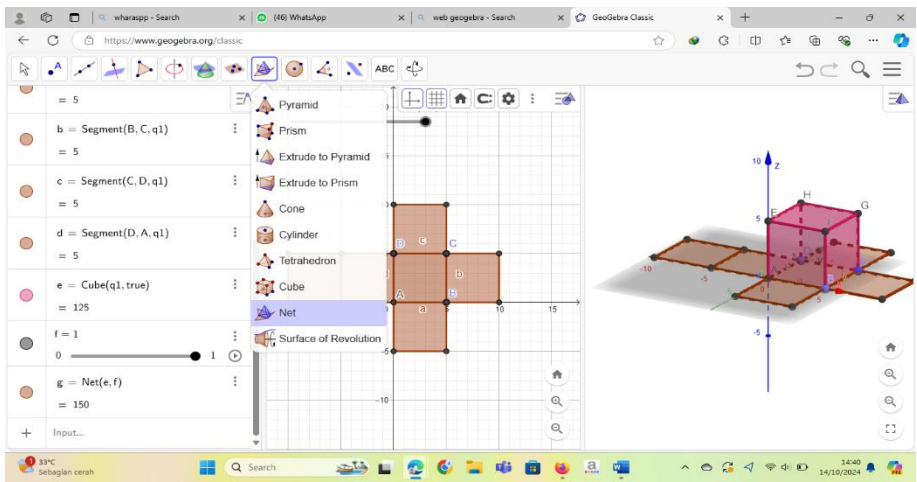 wharaspp - Search
(46) WhatsApp
web geogebra - Search
GeoGebra Classic
https://www.geogebra.org/classic
ABC
= 5
b = Segment(B, C, q1)
= 5
c = Segment(C, D, q1)
= 5
d = Segment(D, A, q1)
= 5
e = Cube(q1, true)
= 125
f = 1
0
1
g = Net(e, f)
= 150
Input...
Pyramid
Prism
Extrude to Pyramid
Extrude to Prism
Cone
Cylinder
Tetrahedron
Cube
Net
Surface of Revolution
D
c
C
b
A
a
B
10
15
-5
-10
10
z
5
H
G
-10
-5
0
5
-5
33°C
Sebagian cerah
Search
14:40
14/10/2024